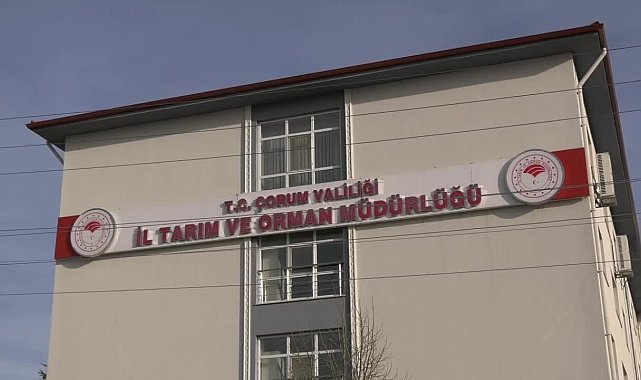 T.C. ÇORUM VALİLİĞİ
İL TARIM VE ORMAN MÜDÜRLÜĞÜ